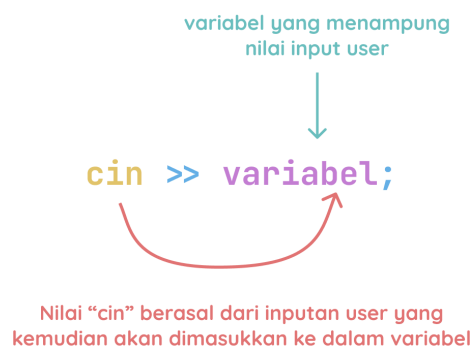 variabel yang menampung
nilai input user
cin >> variabel;
Nilai “cin” berasal dari inputan user yang
kemudian akan dimasukkan ke dalam variabel